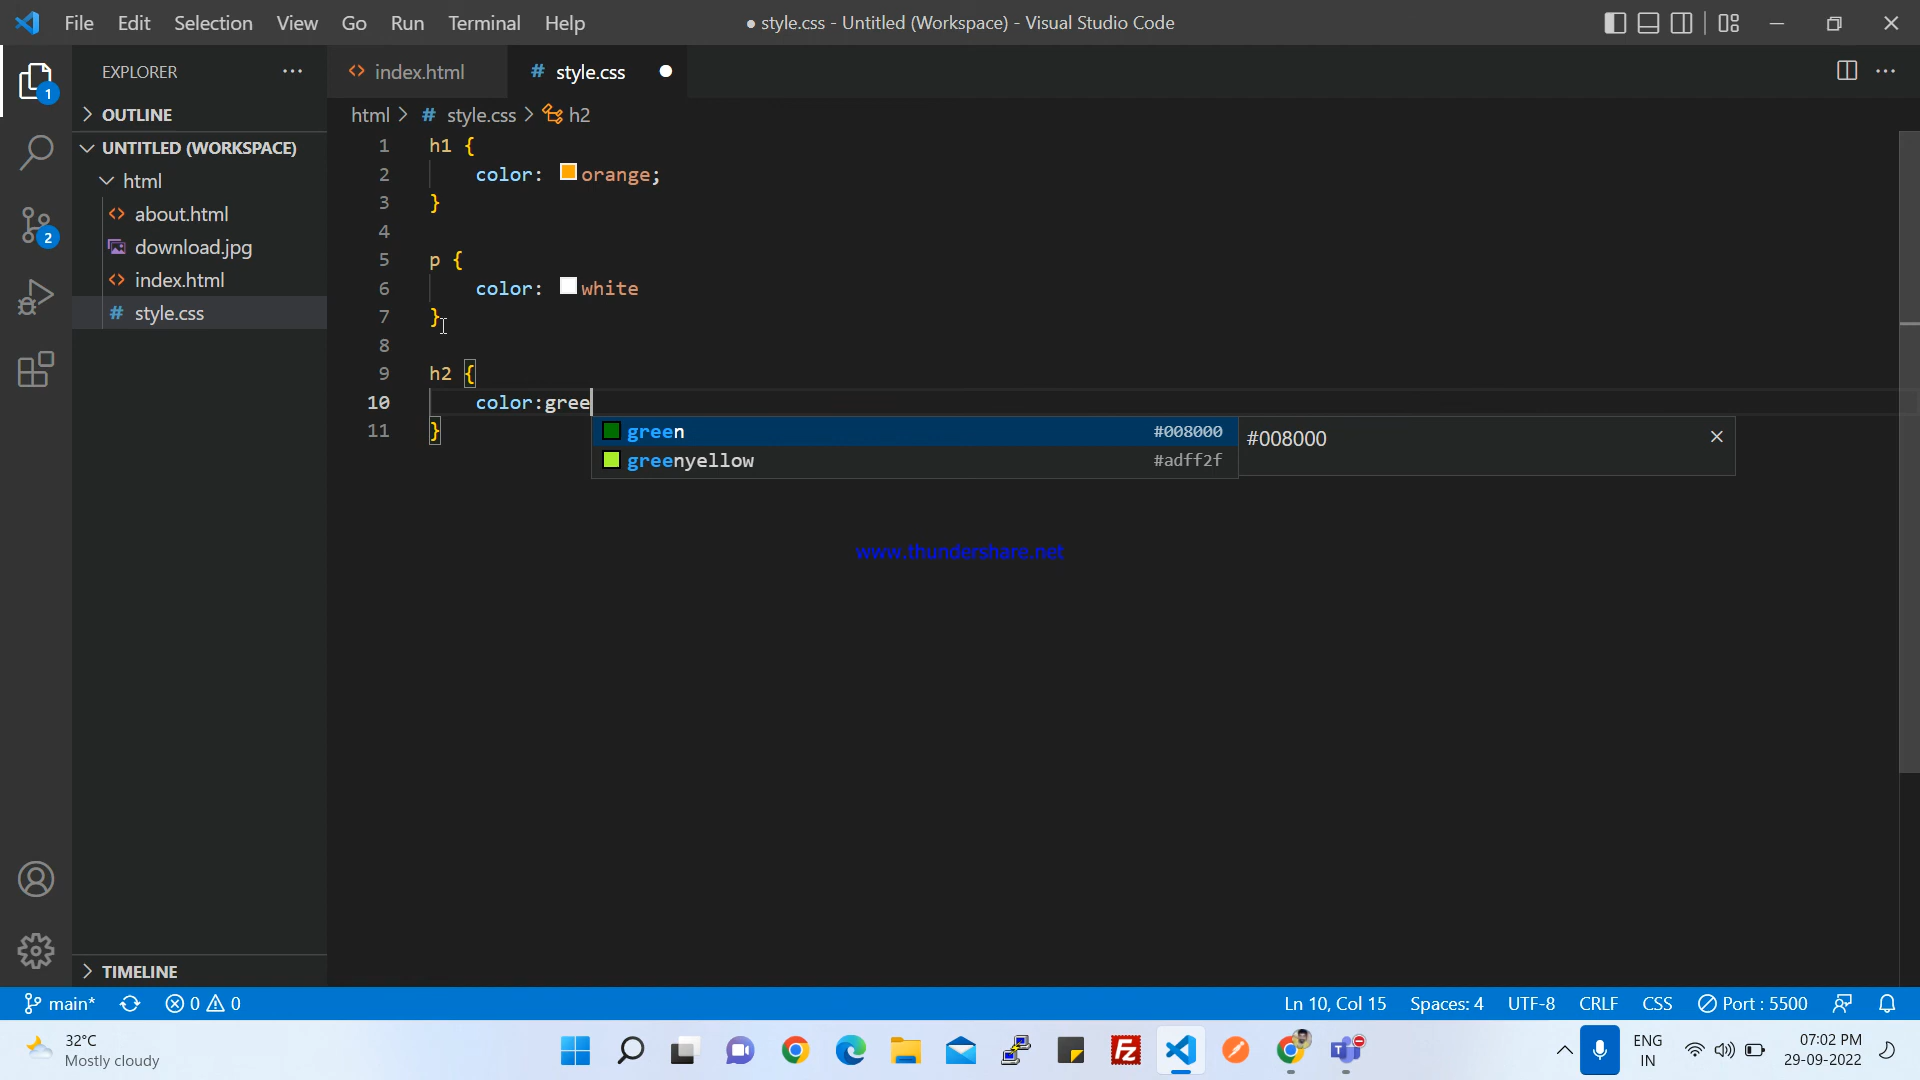 File Edit Selection View Go Run Terminal Help
● style.css - Untitled (Workspace) - Visual Studio Code
EXPLORER
OUTLINE
UNTITLED (WORKSPACE)
html
about.html
download.jpg
index.html
style.css
TIMELINE
1
2
index.html
# style.css
html > # style.css > h2
1 h1 {
2 color: orange;
3 }
4
5 p {
6 color: white
7 }
8
9 h2 {
10 color:gree
11 }
green #008000
greenyellow #adff2f
#008000
www.thundershare.net
main* 0 0
Ln 10, Col 15 Spaces: 4 UTF-8 CRLF CSS Port : 5500
32°C
Mostly cloudy
ENG
IN
07:02 PM
29-09-2022